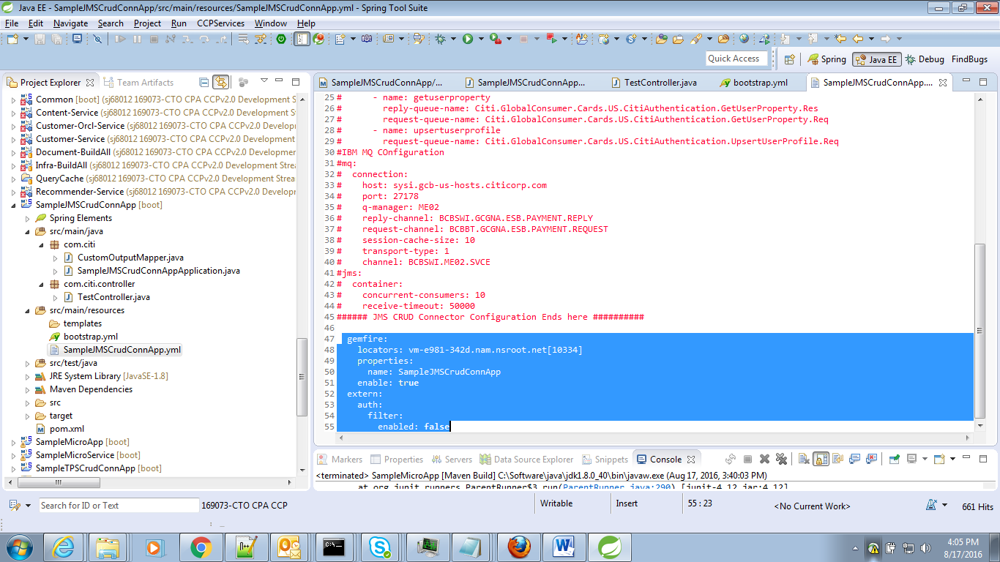 Java EE - SampleJMSCrudConnApp/src/main/resources/SampleJMSCrudConnApp.yml - Spring Tool Suite
File Edit Navigate Search Project Run CCPServices Window Help
Quick Access
Spring Java EE Debug FindBugs
Project Explorer Team Artifacts
Common [boot] (sj68012 169073-CTO CPA CCPv2.0 Development S
Content-Service (sj68012 169073-CTO CPA CCPv2.0 Development St
Customer-Orcl-Service (sj68012 169073-CTO CPA CCPv2.0 Develop
Customer-Service (sj68012 169073-CTO CPA CCPv2.0 Development
Document-BuildAll (sj68012 169073-CTO CPA CCPv2.0 Developmen
Infra-BuildAll (sj68012 169073-CTO CPA CCPv2.0 Development Stre
QueryCache (sj68012 169073-CTO CPA CCPv2.0 Development Strea
Recommender-Service (sj68012 169073-CTO CPA CCPv2.0 Develop
SampleJMSCrudConnApp [boot]
Spring Elements
src/main/java
com.citi
CustomOutputMapper.java
SampleJMSCrudConnAppApplication.java
com.citi.controller
TestController.java
src/main/resources
templates
bootstrap.yml
SampleJMSCrudConnApp.yml
src/test/java
JRE System Library [JavaSE-1.8]
Maven Dependencies
src
target
pom.xml
SampleMicroApp [boot]
SampleMicroService [boot]
SampleTPSCrudConnApp [boot]
SampleJMSCrudConnApp/... SampleJMSCrudConnApp... TestController.java bootstrap.yml SampleJMSCrudConnApp....
25 # - name: getuserproperty
26 # reply-queue-name: Citi.GlobalConsumer.Cards.US.CitiAuthentication.GetUserProperty.Res
27 # request-queue-name: Citi.GlobalConsumer.Cards.US.CitiAuthentication.GetUserProperty.Req
28 # - name: upsertuserprofile
29 # request-queue-name: Citi.GlobalConsumer.Cards.US.CitiAuthentication.UpsertUserProfile.Req
30 #IBM MQ COnfiguration
31 #mq:
32 # connection:
33 # host: sysi.gcb-us-hosts.citicorp.com
34 # port: 27178
35 # q-manager: ME02
36 # reply-channel: BCBSWI.GCGNA.ESB.PAYMENT.REPLY
37 # request-channel: BCBBT.GCGNA.ESB.PAYMENT.REQUEST
38 # session-cache-size: 10
39 # transport-type: 1
40 # channel: BCBSWI.ME02.SVCE
41 #jms:
42 # container:
43 # concurrent-consumers: 10
44 # receive-timeout: 50000
45 ###### JMS CRUD Connector Configuration Ends here ##########
46
47 gemfire:
48 locators: vm-e981-342d.nam.nsroot.net[10334]
49 properties:
50 name: SampleJMSCrudConnApp
51 enable: true
52 extern:
53 auth:
54 filter:
55 enabled: false
Markers Properties Servers Data Source Explorer Snippets Console
<terminated> SampleMicroApp [Maven Build] C:\Software\java\jdk1.8.0_40\bin\javaw.exe (Aug 17, 2016, 3:40:03 PM)
at org.junit.runners.ParentRunner$3.run(ParentRunner.java:290) [junit-4.12.jar:4.12]
Search for ID or Text 169073-CTO CPA CCP Writable Insert 55 : 23 <No Current Work> 661 Hits
4:05 PM
8/17/2016